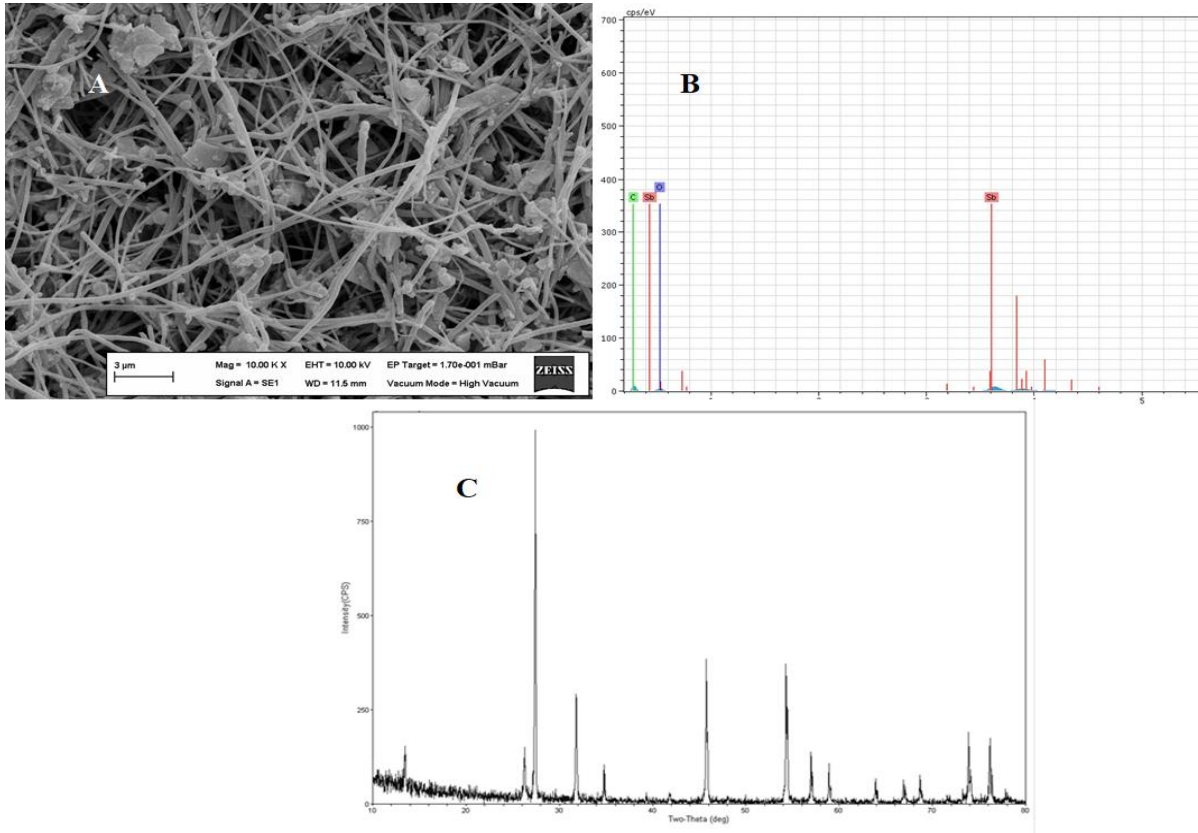 A
3 µm
Mag = 10.00 K X
EHT = 10.00 kV
EP Target = 1.70e-001 mBar
Signal A = SE1
WD = 11.5 mm
Vacuum Mode = High Vacuum
ZEISS
cps/eV
B
700
600
500
400
300
200
100
0
C
Sb
O
Sb
5
C
1000
750
500
250
0
Intensity(CPS)
10
20
30
40
50
60
70
80
Two-Theta (deg)